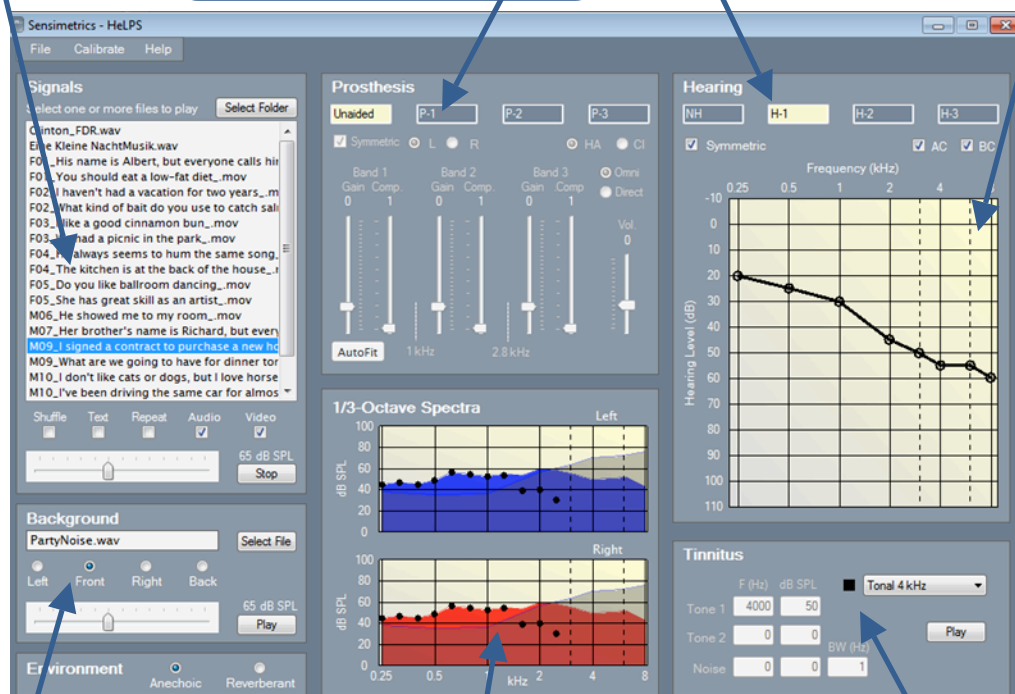 Sensimetrics - HeLPS
File Calibrate Help
Signals
Select one or more files to play Select Folder
Clinton_FDR.wav
Eine Kleine NachtMusik.wav
His name is Albert, but everyone calls hir
You should eat a low-fat diet_.mov
F02_I haven't had a vacation for two years_.m
F02_What kind of bait do you use to catch sal
F03_I like a good cinnamon bun_.mov
F03_We had a picnic in the park_.mov
F04_He always seems to hum the same song_
F04_The kitchen is at the back of the house_.
F05_Do you like ballroom dancing_.mov
F05_She has great skill as an artist_.mov
M06_He showed me to my room_.mov
M07_Her brother's name is Richard, but every
M09_I signed a contract to purchase a new ho
M09_What are we going to have for dinner tor
M10_I don't like cats or dogs, but I love horse
M10_I've been driving the same car for almos
Shuffle Text Repeat Audio Video
65 dB SPL
Stop
Background
PartyNoise.wav Select File
Left Front Right Back
65 dB SPL
Play
Environment
Anechoic Reverberant
Prosthesis
Unaided P-1 P-2 P-3
Symmetric L R HA CI
Band 1 Band 2 Band 3 Omni
Gain Comp. Gain Comp. Gain Comp. Direct
0 1 0 1 0 1
Vol.
0
AutoFit 1 kHz 2.8 kHz
1/3-Octave Spectra
Left
100
80
60
40
20
0
dB SPL
Right
100
80
60
40
20
0
dB SPL
0.25 0.5 1 kHz 2 4 8
Hearing
NH H-1 H-2 H-3
Symmetric AC BC
Frequency (kHz)
0.25 0.5 1 2 4 8
-10
0
10
20
30
40
50
60
70
80
90
100
110
Hearing Level (dB)
Tinnitus
F (Hz) dB SPL Tonal 4 kHz
Tone 1 4000 50
Tone 2 0 0 Play
BW (Hz)
Noise 0 0 1